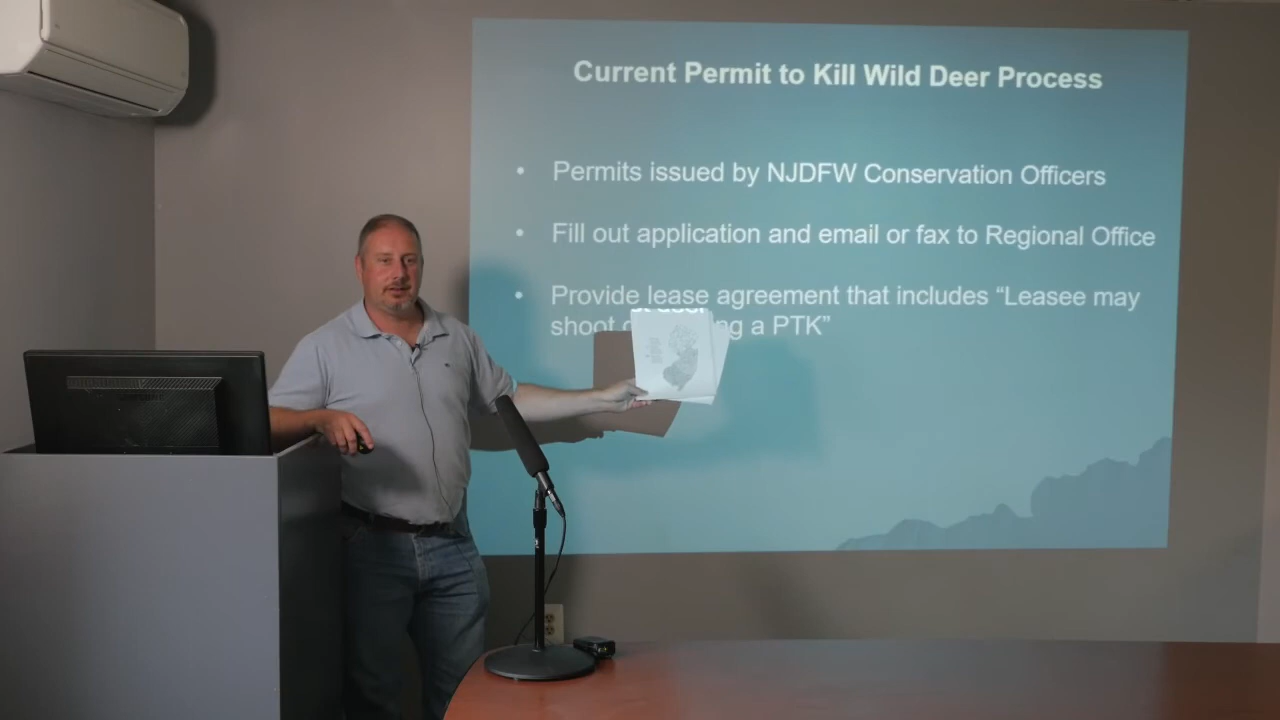 Current Permit to Kill Wild Deer Process
• Permits issued by NJDFW Conservation Officers
• Fill out application and email or fax to Regional Office
• Provide lease agreement that includes “Leasee may
shoot a PTK”
SAMSUNG